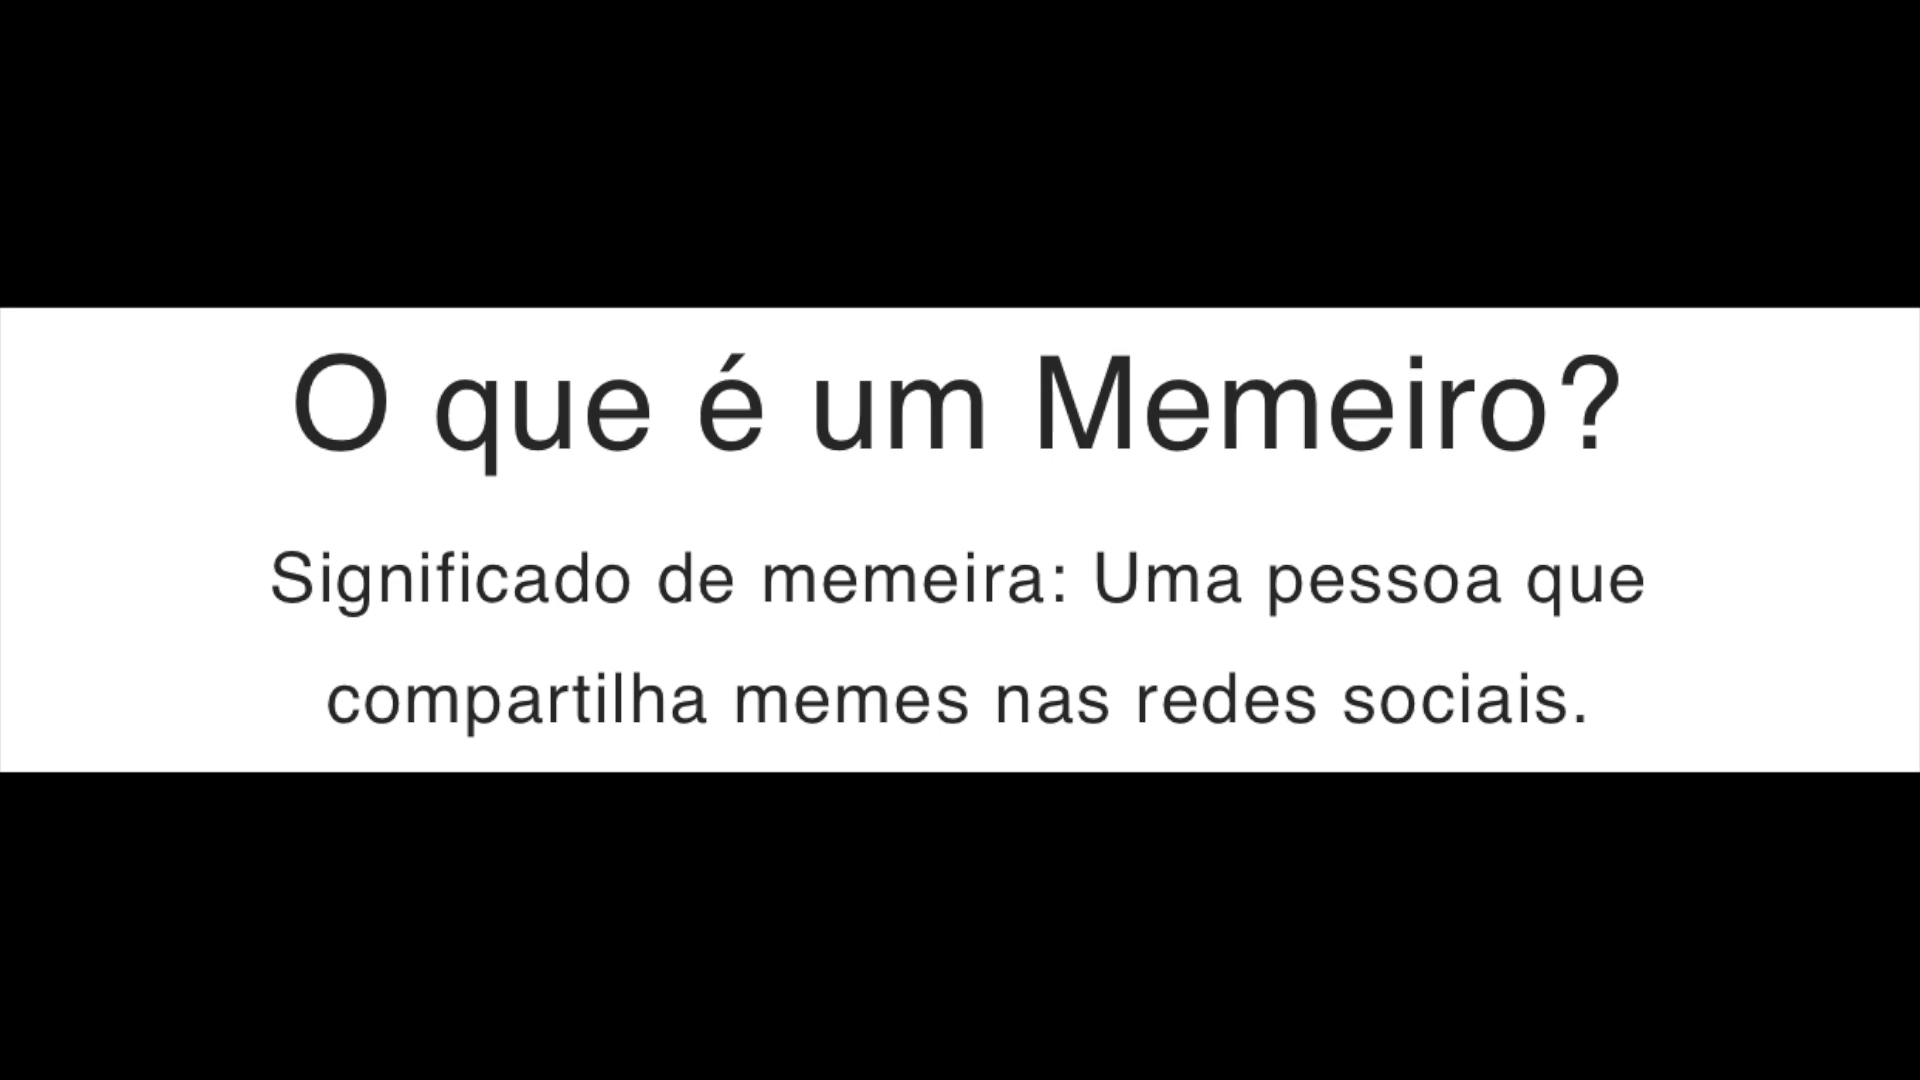 O que é um Memeiro?
Significado de memeira: Uma pessoa que
compartilha memes nas redes sociais.